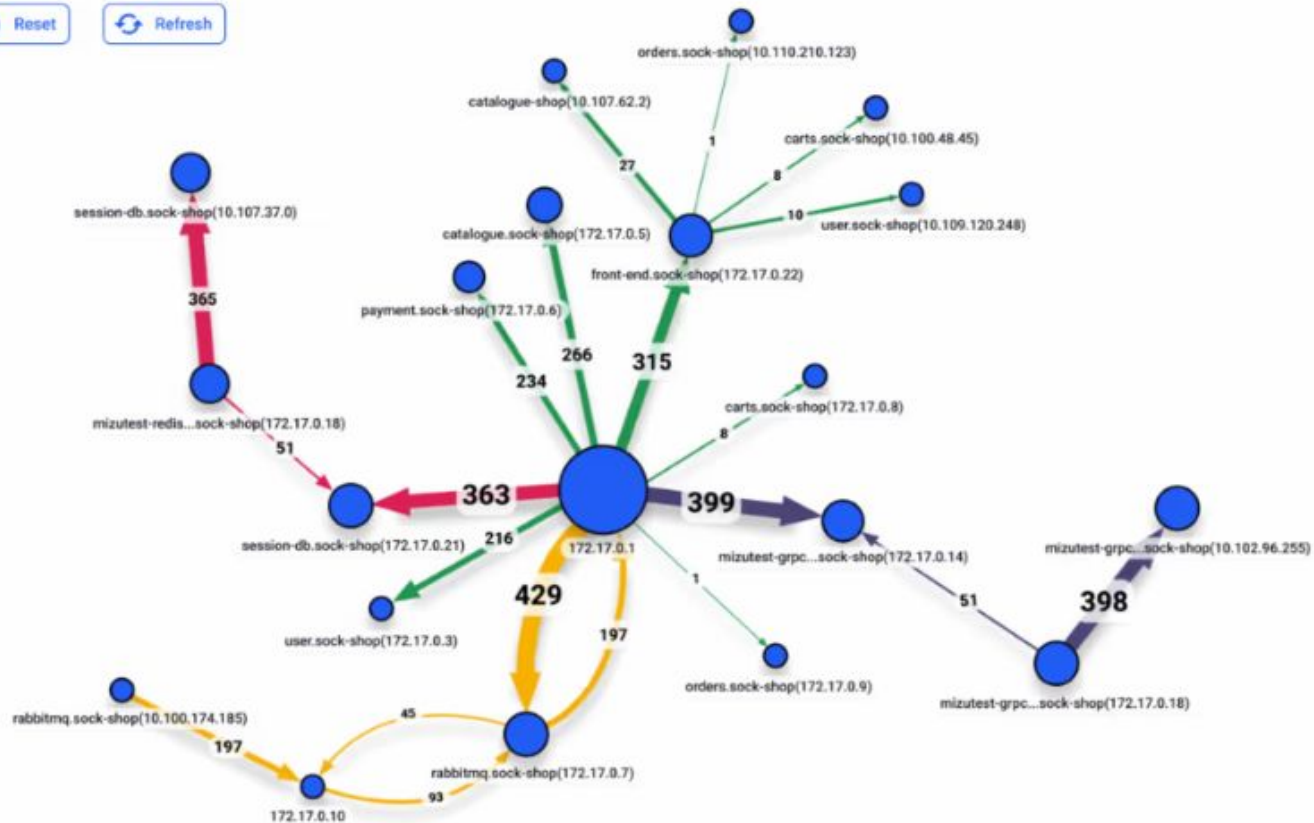 Reset
Refresh
orders.sock-shop(10.110.210.123)
catalogue-shop(10.107.62.2)
1
carts.sock-shop(10.100.48.45)
27
8
session-db.sock-shop(10.107.37.0)
10
user.sock-shop(10.109.120.248)
catalogue.sock-shop(172.17.0.5)
front-end.sock-shop(172.17.0.22)
365
payment.sock-shop(172.17.0.6)
266
315
234
carts.sock-shop(172.17.0.8)
mizutest-redis...sock-shop(172.17.0.18)
8
51
363
399
session-db.sock-shop(172.17.0.21)
216
172.17.0.1
mizutest-grpc...sock-shop(172.17.0.14)
mizutest-grpc...sock-shop(10.102.96.255)
1
429
51
398
197
user.sock-shop(172.17.0.3)
orders.sock-shop(172.17.0.9)
mizutest-grpc...sock-shop(172.17.0.18)
rabbitmq.sock-shop(10.100.174.185)
45
197
rabbitmq.sock-shop(172.17.0.7)
93
172.17.0.10